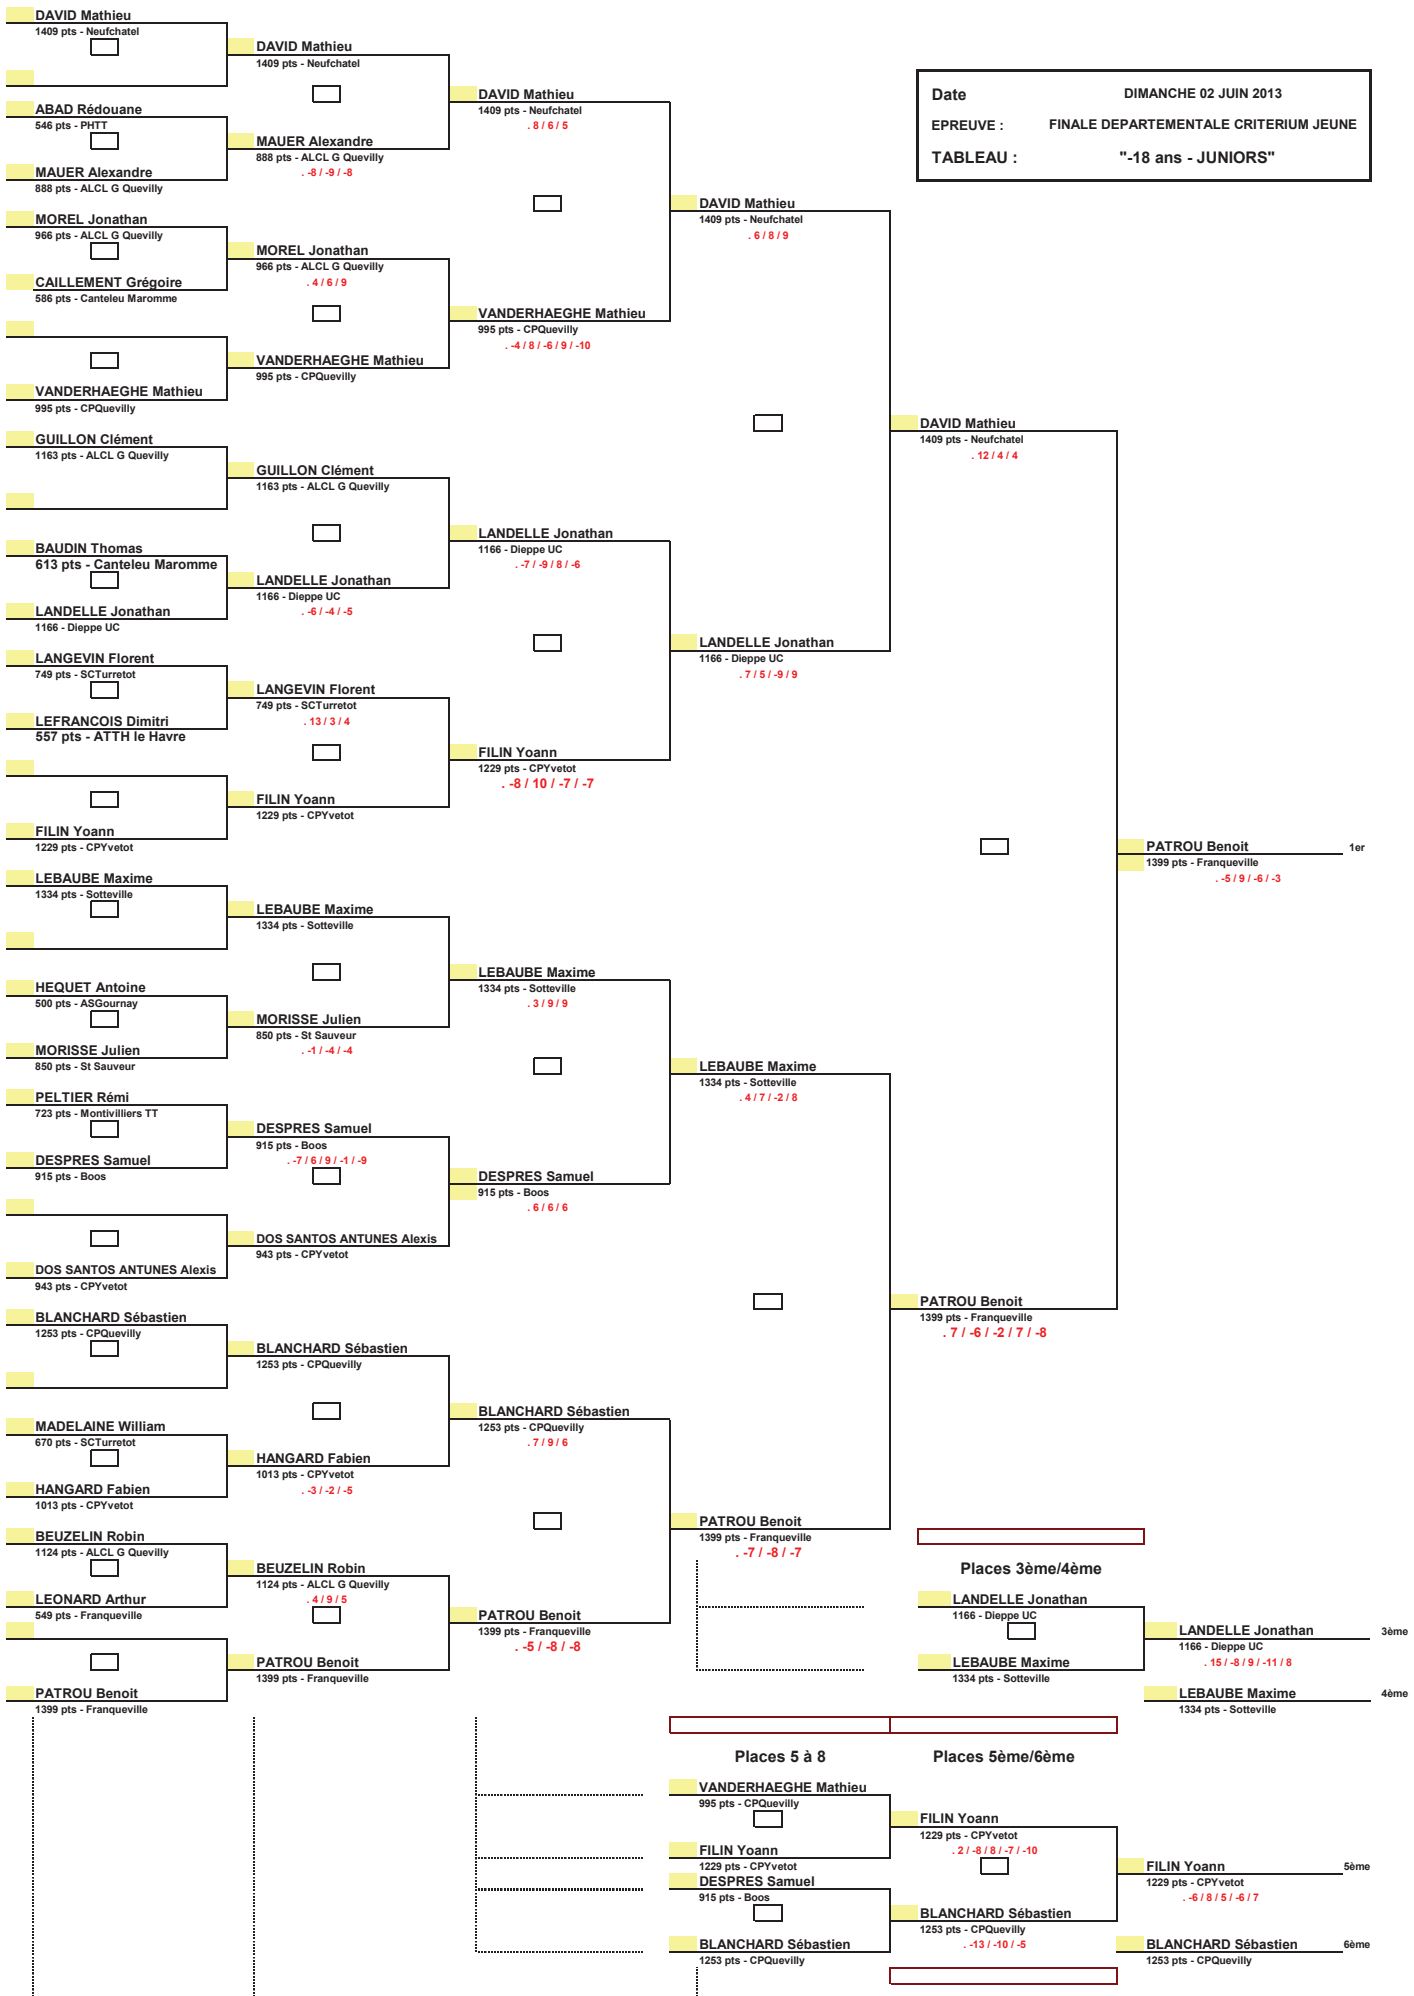 Date DIMANCHE 02 JUIN 2013
EPREUVE : FINALE DEPARTEMENTALE CRITERIUM JEUNE
TABLEAU : "-18 ans - JUNIORS"
DAVID Mathieu
1409 pts - Neufchatel
ABAD Rédouane
546 pts - PHTT
MAUER Alexandre
888 pts - ALCL G Quevilly
MOREL Jonathan
966 pts - ALCL G Quevilly
CAILLEMENT Grégoire
586 pts - Canteleu Maromme
VANDERHAEGHE Mathieu
995 pts - CPQuevilly
GUILLON Clément
1163 pts - ALCL G Quevilly
BAUDIN Thomas
613 pts - Canteleu Maromme
LANDELLE Jonathan
1166 - Dieppe UC
LANGEVIN Florent
749 pts - SCTurretot
LEFRANCOIS Dimitri
557 pts - ATTH le Havre
FILIN Yoann
1229 pts - CPYvetot
LEBAUBE Maxime
1334 pts - Sotteville
HEQUET Antoine
500 pts - ASGournay
MORISSE Julien
850 pts - St Sauveur
PELTIER Rémi
723 pts - Montivilliers TT
DESPRES Samuel
915 pts - Boos
DOS SANTOS ANTUNES Alexis
943 pts - CPYvetot
BLANCHARD Sébastien
1253 pts - CPQuevilly
MADELAINE William
670 pts - SCTurretot
HANGARD Fabien
1013 pts - CPYvetot
BEUZELIN Robin
1124 pts - ALCL G Quevilly
LEONARD Arthur
549 pts - Franqueville
PATROU Benoit
1399 pts - Franqueville
DAVID Mathieu
1409 pts - Neufchatel
MAUER Alexandre
888 pts - ALCL G Quevilly
. -8 / -9 / -8
MOREL Jonathan
966 pts - ALCL G Quevilly
. 4 / 6 / 9
VANDERHAEGHE Mathieu
995 pts - CPQuevilly
GUILLON Clément
1163 pts - ALCL G Quevilly
LANDELLE Jonathan
1166 - Dieppe UC
. -6 / -4 / -5
LANGEVIN Florent
749 pts - SCTurretot
. 13 / 3 / 4
FILIN Yoann
1229 pts - CPYvetot
LEBAUBE Maxime
1334 pts - Sotteville
MORISSE Julien
850 pts - St Sauveur
. -1 / -4 / -4
DESPRES Samuel
915 pts - Boos
. -7 / 6 / 9 / -1 / -9
DOS SANTOS ANTUNES Alexis
943 pts - CPYvetot
BLANCHARD Sébastien
1253 pts - CPQuevilly
HANGARD Fabien
1013 pts - CPYvetot
. -3 / -2 / -5
BEUZELIN Robin
1124 pts - ALCL G Quevilly
. 4 / 9 / 5
PATROU Benoit
1399 pts - Franqueville
DAVID Mathieu
1409 pts - Neufchatel
. 8 / 6 / 5
VANDERHAEGHE Mathieu
995 pts - CPQuevilly
. -4 / 8 / -6 / 9 / -10
LANDELLE Jonathan
1166 - Dieppe UC
. -7 / -9 / 8 / -6
FILIN Yoann
1229 pts - CPYvetot
. -8 / 10 / -7 / -7
LEBAUBE Maxime
1334 pts - Sotteville
. 3 / 9 / 9
DESPRES Samuel
915 pts - Boos
. 6 / 6 / 6
BLANCHARD Sébastien
1253 pts - CPQuevilly
. 7 / 9 / 6
PATROU Benoit
1399 pts - Franqueville
. -5 / -8 / -8
DAVID Mathieu
1409 pts - Neufchatel
. 6 / 8 / 9
LANDELLE Jonathan
1166 - Dieppe UC
. 7 / 5 / -9 / 9
LEBAUBE Maxime
1334 pts - Sotteville
. 4 / 7 / -2 / 8
PATROU Benoit
1399 pts - Franqueville
. -7 / -8 / -7
DAVID Mathieu
1409 pts - Neufchatel
. 12 / 4 / 4
PATROU Benoit
1399 pts - Franqueville
. 7 / -6 / -2 / 7 / -8
PATROU Benoit 1er
1399 pts - Franqueville
. -5 / 9 / -6 / -3
Places 3ème/4ème
LANDELLE Jonathan
1166 - Dieppe UC
LEBAUBE Maxime
1334 pts - Sotteville
LANDELLE Jonathan 3ème
1166 - Dieppe UC
. 15 / -8 / 9 / -11 / 8
LEBAUBE Maxime 4ème
1334 pts - Sotteville
Places 5 à 8
VANDERHAEGHE Mathieu
995 pts - CPQuevilly
FILIN Yoann
1229 pts - CPYvetot
DESPRES Samuel
915 pts - Boos
BLANCHARD Sébastien
1253 pts - CPQuevilly
Places 5ème/6ème
FILIN Yoann
1229 pts - CPYvetot
. 2 / -8 / 8 / -7 / -10
BLANCHARD Sébastien
1253 pts - CPQuevilly
. -13 / -10 / -5
FILIN Yoann 5ème
1229 pts - CPYvetot
. -6 / 8 / 5 / -6 / 7
BLANCHARD Sébastien 6ème
1253 pts - CPQuevilly